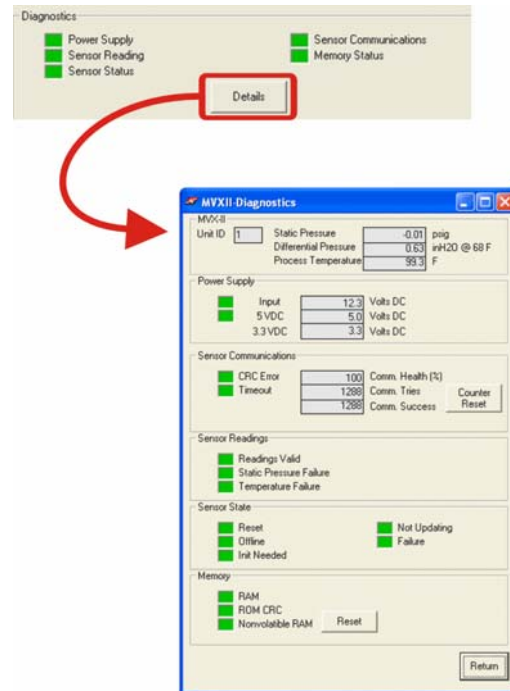 Diagnostics
Power Supply
Sensor Communications
Sensor Reading
Memory Status
Sensor Status
Details
MVXII-Diagnostics
MVX-II
Unit ID 1 Static Pressure -0.01 psig
Differential Pressure 0.63 inH2O @ 68 F
Process Temperature 99.3 F
Power Supply
Input 12.3 Volts DC
5 VDC 5.0 Volts DC
3.3 VDC 3.3 Volts DC
Sensor Communications
CRC Error 100 Comm. Health (%)
Timeout 1288 Comm. Tries
1288 Comm. Success
Counter
Reset
Sensor Readings
Readings Valid
Static Pressure Failure
Temperature Failure
Sensor State
Reset
Not Updating
Offline
Failure
Init Needed
Memory
RAM
ROM CRC
Nonvolatible RAM Reset
Return